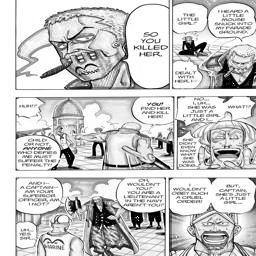 I HEARD A
LITTLE
MOUSE
SNUCK INTO
MY PARADE
GROUND.
THE
LITTLE
GIRL?
I
DEALT
WITH
HER, I--
SO
YOU
KILLED
HER.
WHAT?!
NO...
I, UH...
SHE WAS
JUST A
LITTLE
GIRL
AND I...
SHE
DIDN'T
EVEN
KNOW
WHAT
SHE
WAS
DOING...
YOU!
FIND HER
AND KILL
HER!
HUH?!
CHILD
OR NOT,
ANYONE
WHO DEFIES
ME MUST
SUFFER THE
PENALTY!
BUT,
CAPTAIN,
SHE'S JUST
A LITTLE
GIRL...
I
WOULDN'T
OBEY SUCH
A CRUEL
ORDER!
OH,
WOULDN'T
YOU?
YOU ARE A
LIEUTENANT
IN THE NAVY,
AREN'T YOU?
AND I--
A CAPTAIN--
AM YOUR
SUPERIOR
OFFICER, AM
I NOT?
UH...
YES,
SIR.
MARINE